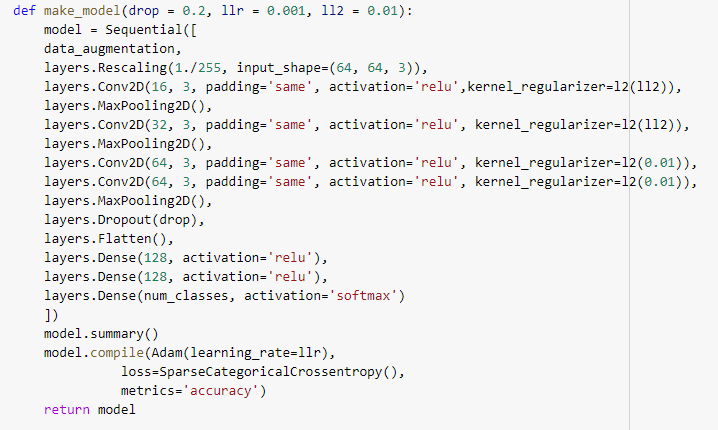 def make_model(drop = 0.2, llr = 0.001, ll2 = 0.01):
    model = Sequential([
    data_augmentation,
    layers.Rescaling(1./255, input_shape=(64, 64, 3)),
    layers.Conv2D(16, 3, padding='same', activation='relu',kernel_regularizer=l2(ll2)),
    layers.MaxPooling2D(),
    layers.Conv2D(32, 3, padding='same', activation='relu', kernel_regularizer=l2(ll2)),
    layers.MaxPooling2D(),
    layers.Conv2D(64, 3, padding='same', activation='relu', kernel_regularizer=l2(0.01)),
    layers.Conv2D(64, 3, padding='same', activation='relu', kernel_regularizer=l2(0.01)),
    layers.MaxPooling2D(),
    layers.Dropout(drop),
    layers.Flatten(),
    layers.Dense(128, activation='relu'),
    layers.Dense(128, activation='relu'),
    layers.Dense(num_classes, activation='softmax')
    ])
    model.summary()
    model.compile(Adam(learning_rate=llr),
              loss=SparseCategoricalCrossentropy(),
              metrics='accuracy')
    return model